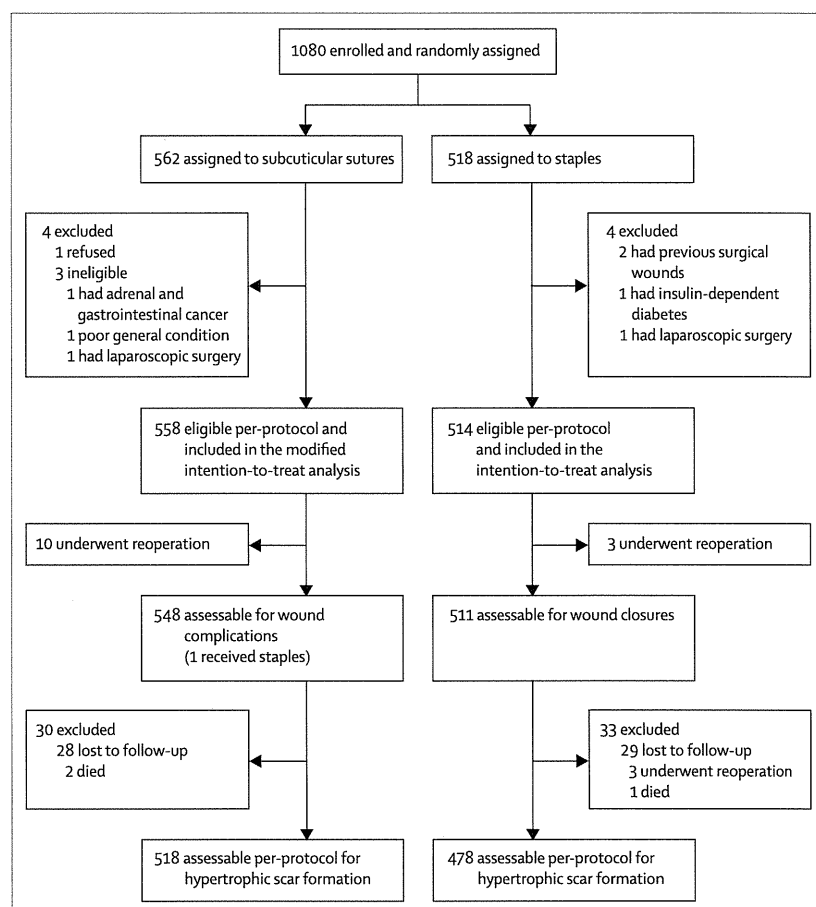 1080 enrolled and randomly assigned
562 assigned to subcuticular sutures
518 assigned to staples
4 excluded
1 refused
3 ineligible
1 had adrenal and
gastrointestinal cancer
1 poor general condition
1 had laparoscopic surgery
4 excluded
2 had previous surgical
wounds
1 had insulin-dependent
diabetes
1 had laparoscopic surgery
558 eligible per-protocol and
included in the modified
intention-to-treat analysis
514 eligible per-protocol
and included in the
intention-to-treat analysis
10 underwent reoperation
3 underwent reoperation
548 assessable for wound
complications
(1 received staples)
511 assessable for wound closures
30 excluded
28 lost to follow-up
2 died
33 excluded
29 lost to follow-up
3 underwent reoperation
1 died
518 assessable per-protocol for
hypertrophic scar formation
478 assessable per-protocol for
hypertrophic scar formation